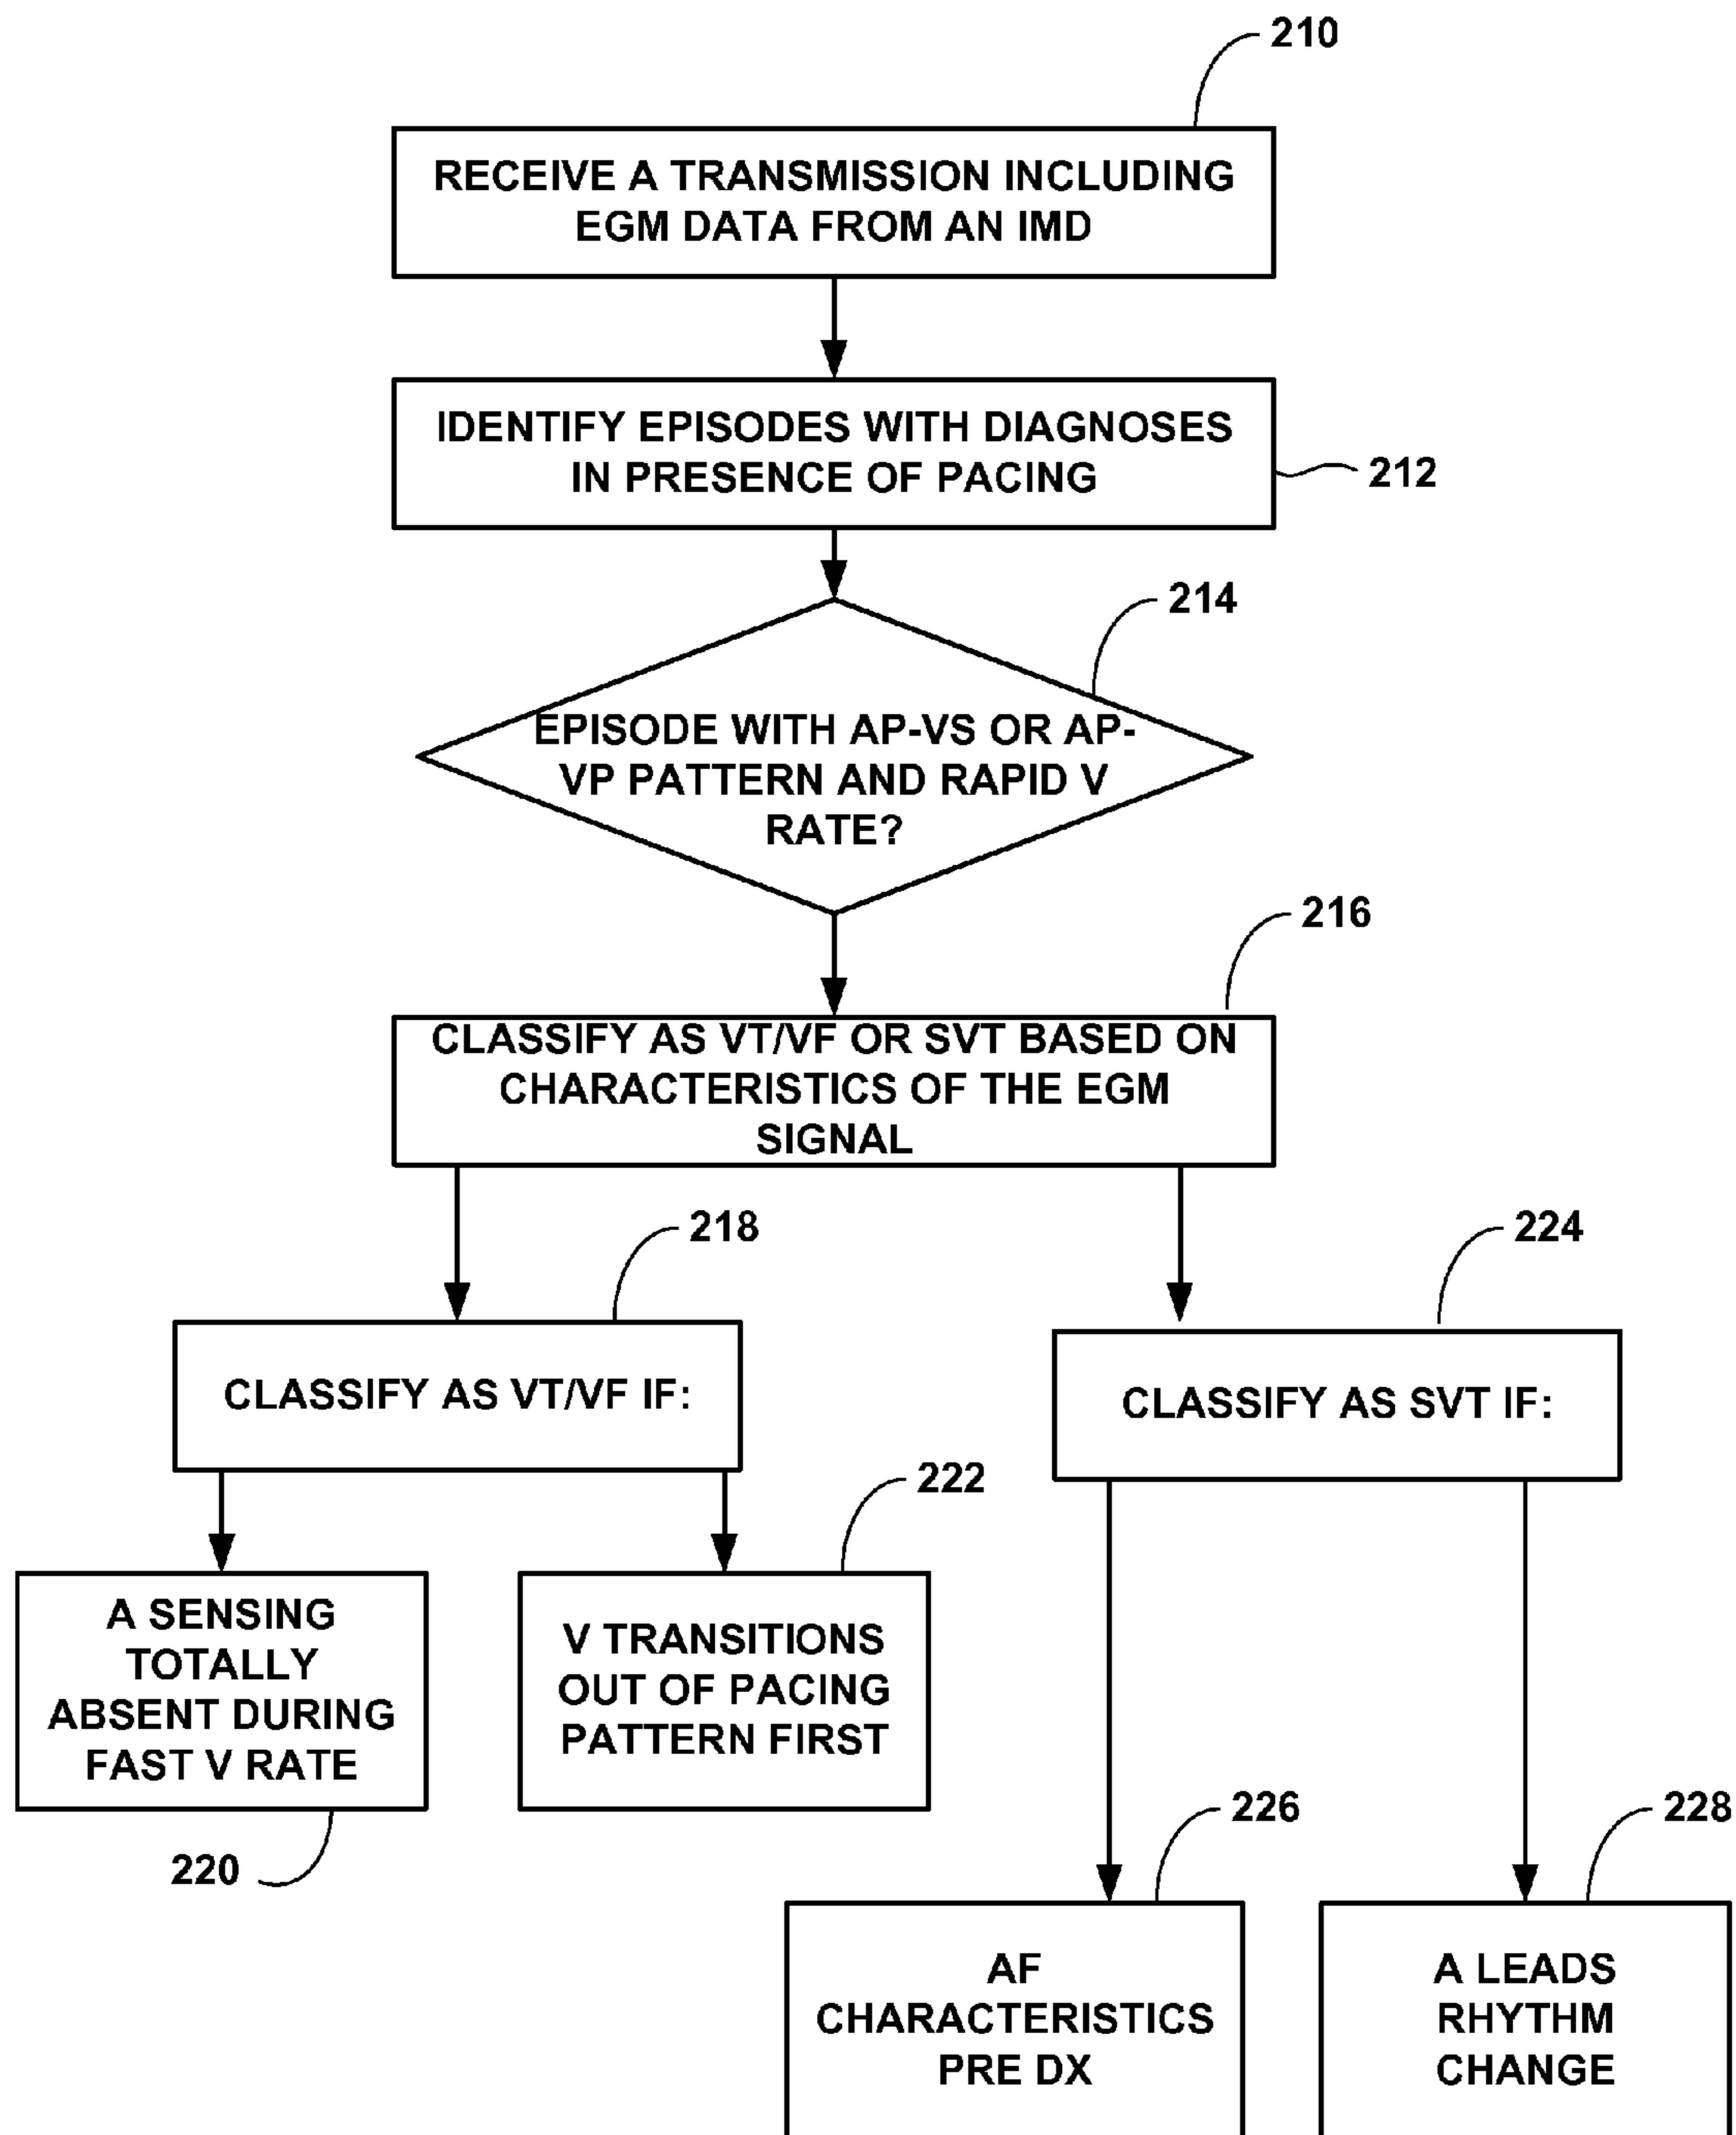 210
RECEIVE A TRANSMISSION INCLUDING
EGM DATA FROM AN IMD
IDENTIFY EPISODES WITH DIAGNOSES
IN PRESENCE OF PACING
212
214
EPISODE WITH AP-VS OR AP-
VP PATTERN AND RAPID V
RATE?
216
CLASSIFY AS VT/VF OR SVT BASED ON
CHARACTERISTICS OF THE EGM
SIGNAL
218
224
CLASSIFY AS VT/VF IF:
CLASSIFY AS SVT IF:
222
A SENSING
TOTALLY
ABSENT DURING
FAST V RATE
V TRANSITIONS
OUT OF PACING
PATTERN FIRST
220
226
228
AF
CHARACTERISTICS
PRE DX
A LEADS
RHYTHM
CHANGE